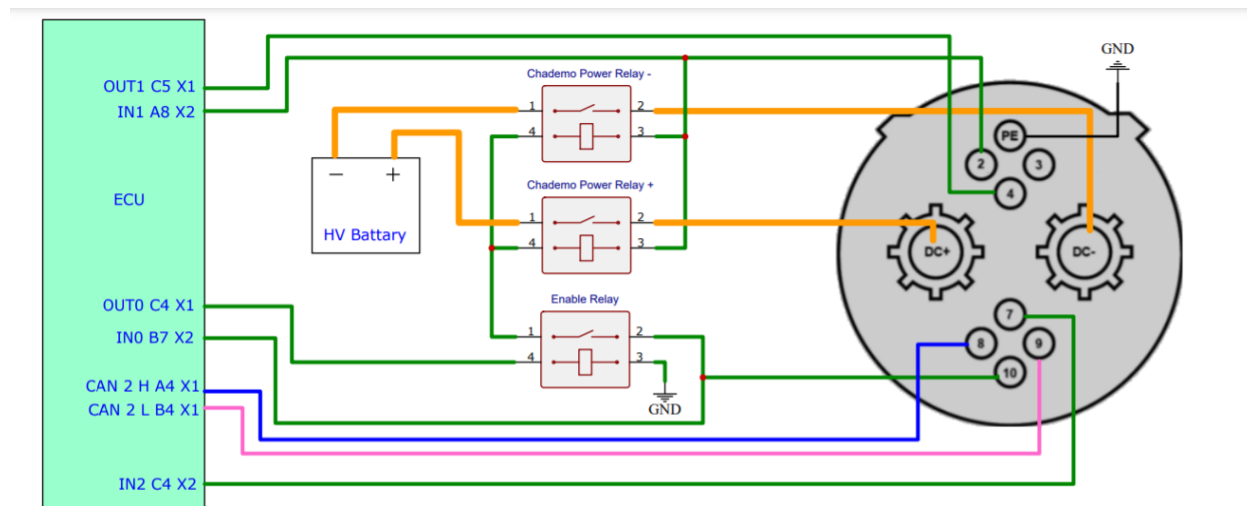 GND
OUT1 C5 X1
IN1 A8 X2
ECU
OUT0 C4 X1
IN0 B7 X2
CAN 2 H A4 X1
CAN 2 L B4 X1
IN2 C4 X2
- +
HV Battary
Chademo Power Relay -
1 2
4 3
Chademo Power Relay +
1 2
4 3
Enable Relay
1 2
4 3
GND
PE
2 3
4
DC+ DC-
7
8 9
10